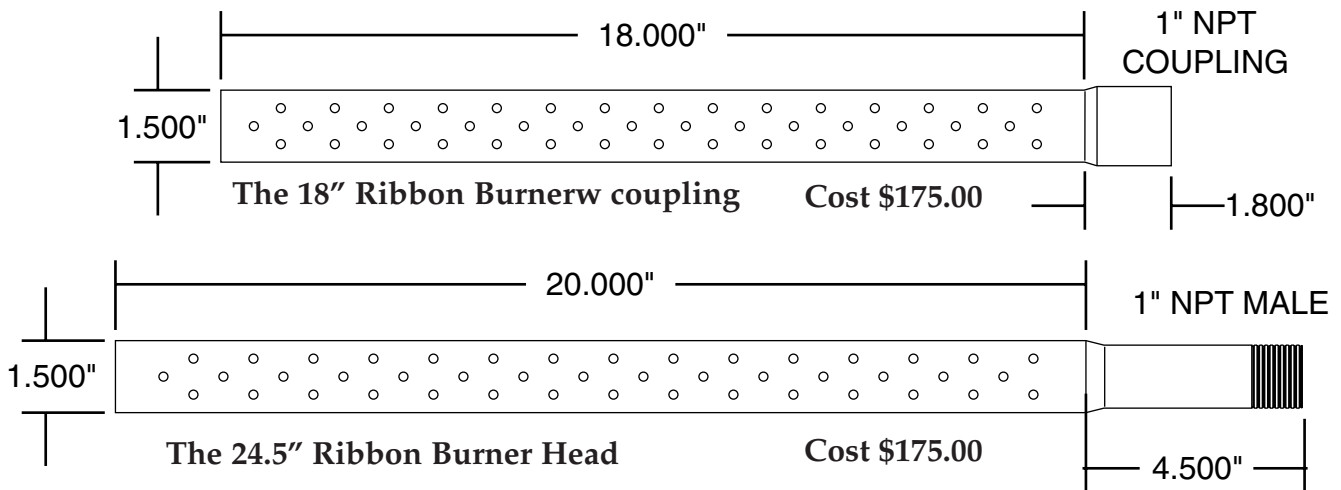 18.000"
1" NPT
COUPLING
1.500"
The 18” Ribbon Burnerw coupling
Cost $175.00
1.800"
20.000"
1" NPT MALE
1.500"
The 24.5” Ribbon Burner Head
Cost $175.00
4.500"